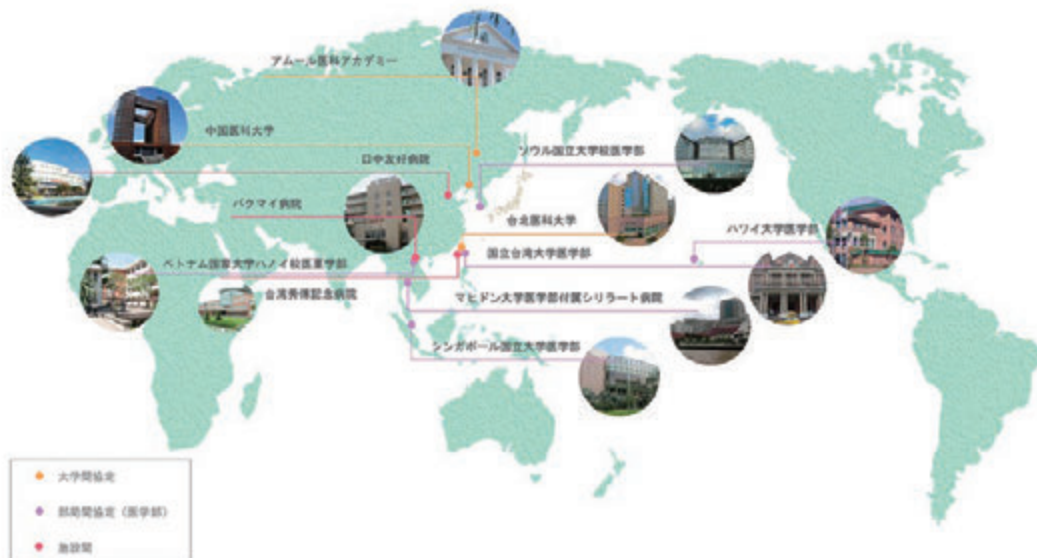 アムール医科アカデミー
中国医科大学
日中友好病院
ソウル国立大学校医学部
バクマイ病院
台北医科大学
ハワイ大学医学部
国立台湾大学医学部
ベトナム国家大学ハノイ校医薬学部
台湾秀傳記念病院
マヒドン大学医学部付属シリラート病院
シンガポール国立大学医学部
大学間協定
部局間協定（医学部）
施設間